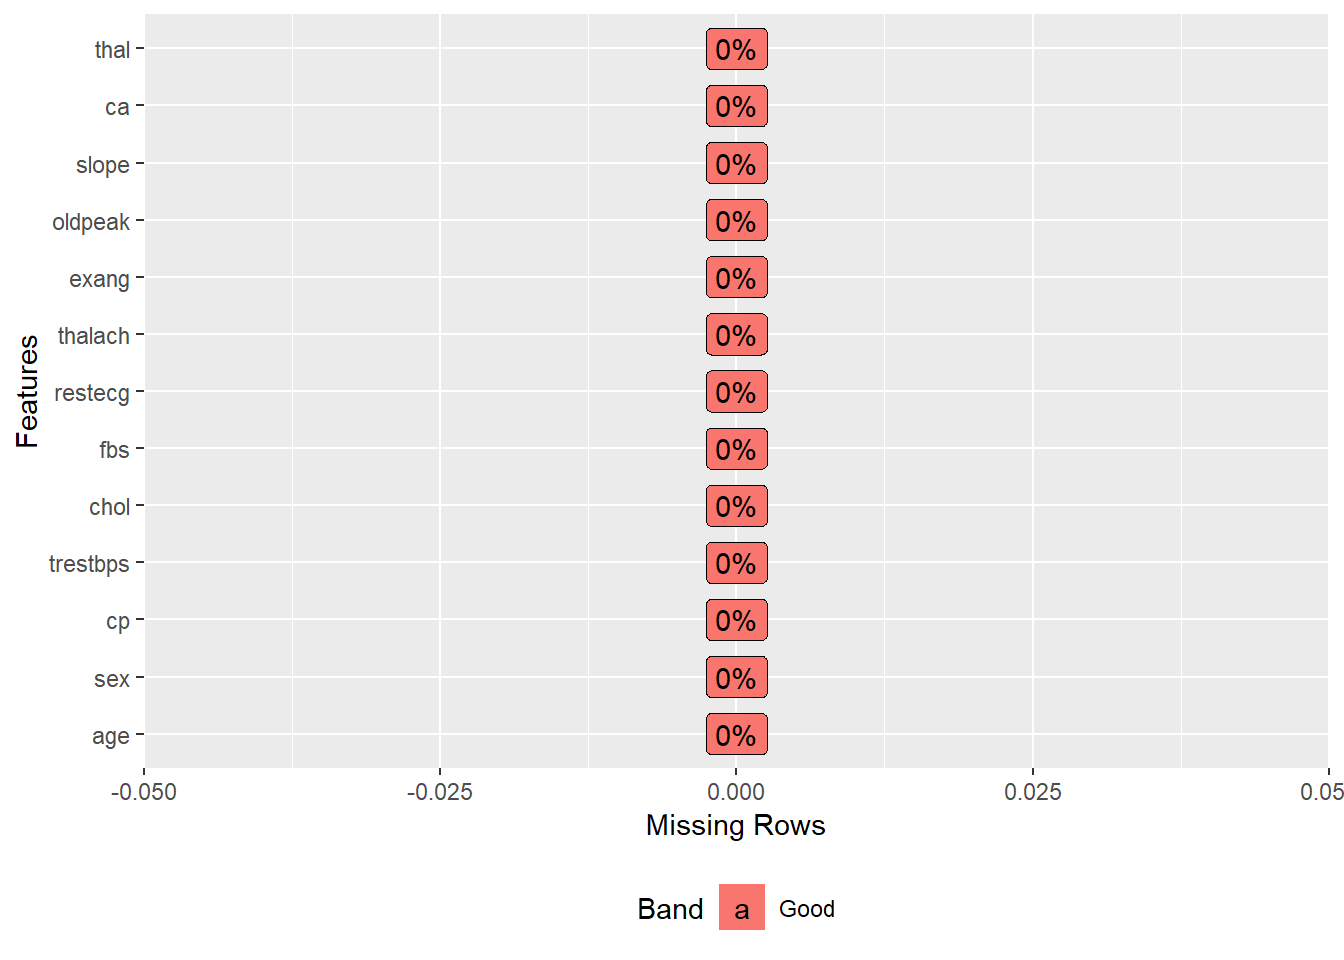 thal 0%
ca 0%
slope 0%
oldpeak 0%
exang 0%
thalach 0%
restecg 0%
fbs 0%
chol 0%
trestbps 0%
cp 0%
sex 0%
age 0%
Features
-0.050 -0.025 0.000 0.025 0.05
Missing Rows
Band a Good